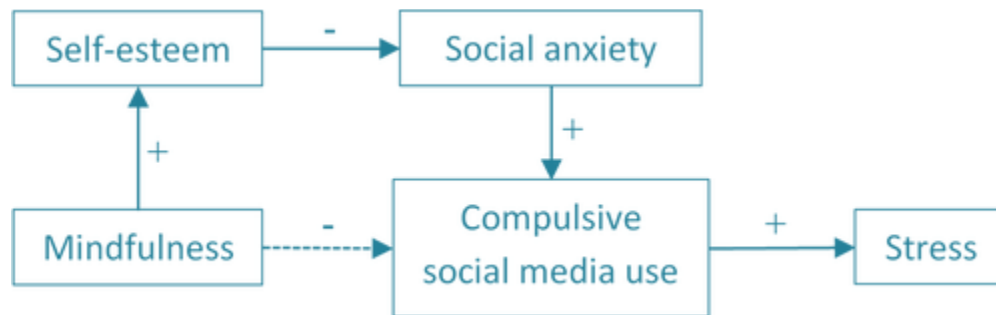 Self-esteem
-
Social anxiety
+
+
Mindfulness
-
Compulsive
social media use
+
Stress